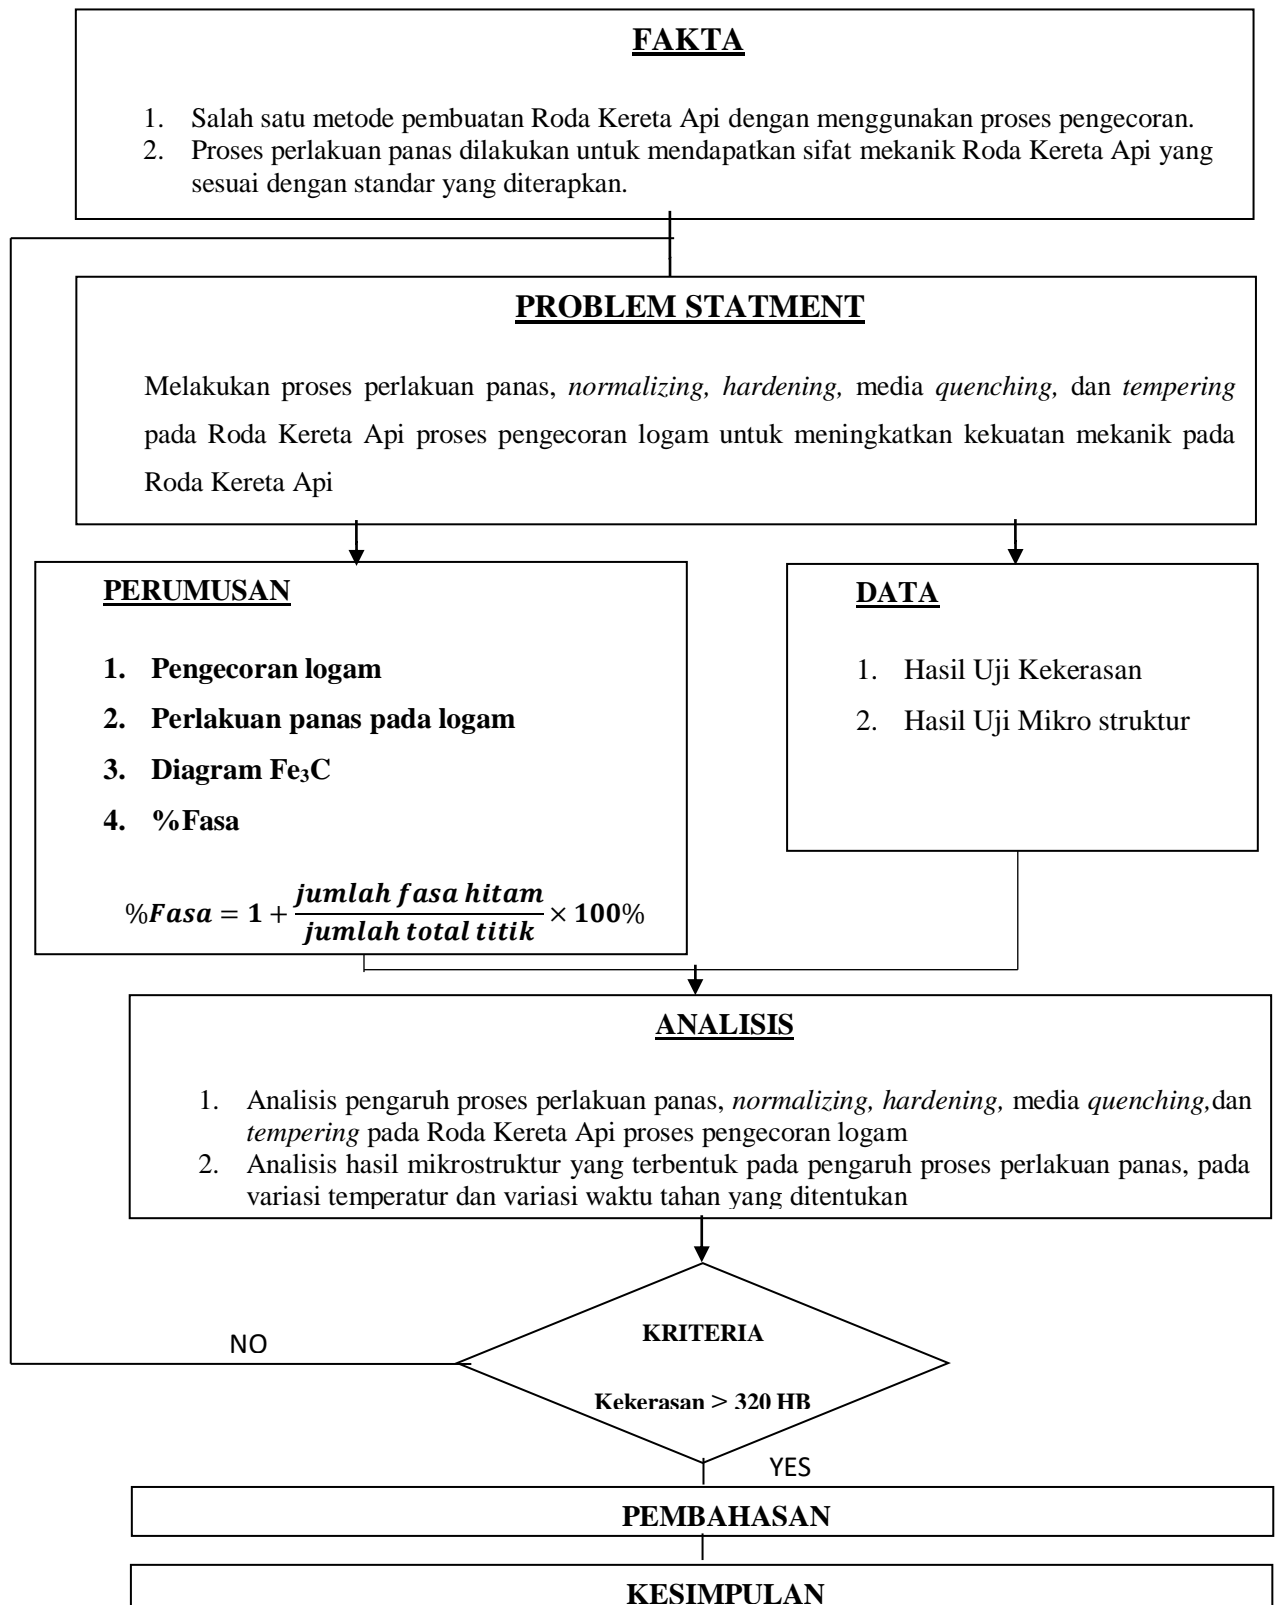 FAKTA
1. Salah satu metode pembuatan Roda Kereta Api dengan menggunakan proses pengecoran.
2. Proses perlakuan panas dilakukan untuk mendapatkan sifat mekanik Roda Kereta Api yang
sesuai dengan standar yang diterapkan.
PROBLEM STATMENT
Melakukan proses perlakuan panas, normalizing, hardening, media quenching, dan tempering
pada Roda Kereta Api proses pengecoran logam untuk meningkatkan kekuatan mekanik pada
Roda Kereta Api
PERUMUSAN
1. Pengecoran logam
2. Perlakuan panas pada logam
3. Diagram Fe₃C
4. %Fasa
%Fasa = 1 + jumlah fasa hitam / jumlah total titik × 100%
DATA
1. Hasil Uji Kekerasan
2. Hasil Uji Mikro struktur
ANALISIS
1. Analisis pengaruh proses perlakuan panas, normalizing, hardening, media quenching,dan
tempering pada Roda Kereta Api proses pengecoran logam
2. Analisis hasil mikrostruktur yang terbentuk pada pengaruh proses perlakuan panas, pada
variasi temperatur dan variasi waktu tahan yang ditentukan
KRITERIA
Kekerasan > 320 HB
NO
YES
PEMBAHASAN
KESIMPULAN